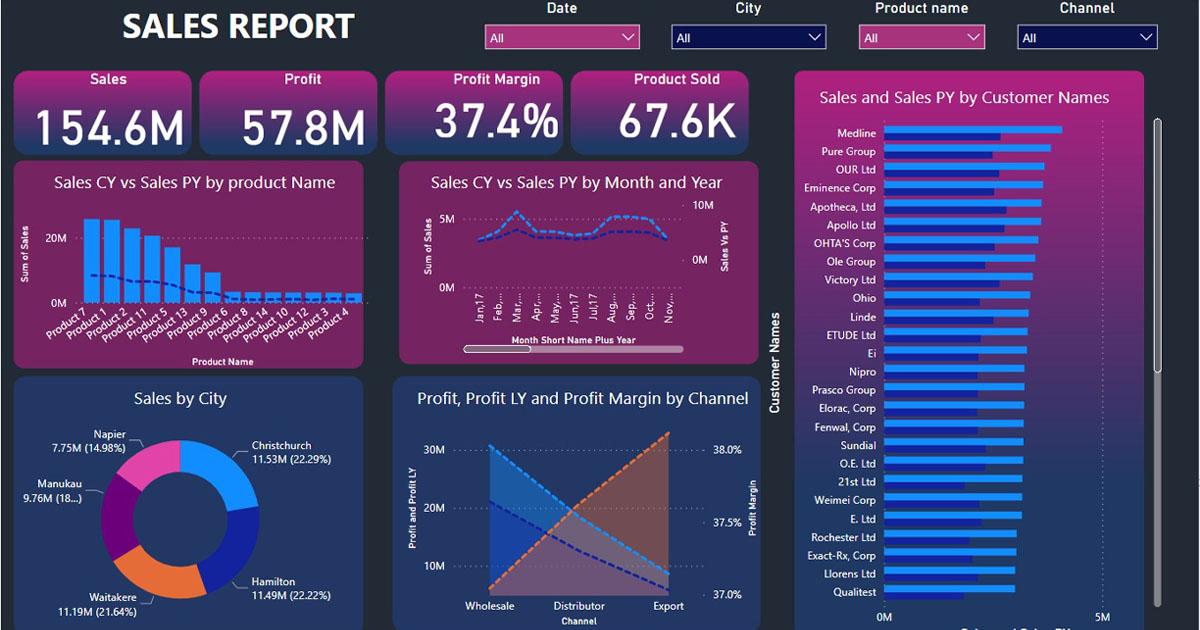 SALES REPORT
Date
City
Product name
Channel
All
All
All
All
Sales
154.6M
Profit
57.8M
Profit Margin
37.4%
Product Sold
67.6K
Sales CY vs Sales PY by product Name
Sum of Sales
20M
0M
Product 7
Product 1
Product 2
Product 11
Product 5
Product 13
Product 9
Product 6
Product 8
Product 14
Product 10
Product 12
Product 3
Product 4
Product Name
Sales CY vs Sales PY by Month and Year
Sum of Sales
5M
0M
10M
0M
Sales Vs PY
Jan,17
Feb...
Mar,...
Apr,...
May...
Jun,17
Jul,17
Aug...
Sep...
Oct,...
Nov...
Month Short Name Plus Year
Sales by City
Napier
7.75M (14.98%)
Christchurch
11.53M (22.29%)
Manukau
9.76M (18...)
Hamilton
11.49M (22.22%)
Waitakere
11.19M (21.64%)
Profit, Profit LY and Profit Margin by Channel
Profit and Profit LY
30M
20M
10M
38.0%
37.5%
37.0%
Profit Margin
Wholesale
Distributor
Export
Channel
Sales and Sales PY by Customer Names
Customer Names
Medline
Pure Group
OUR Ltd
Eminence Corp
Apotheca, Ltd
Apollo Ltd
OHTA'S Corp
Ole Group
Victory Ltd
Ohio
Linde
ETUDE Ltd
Ei
Nipro
Prasco Group
Elorac, Corp
Fenwal, Corp
Sundial
O.E. Ltd
21st Ltd
Weimei Corp
E. Ltd
Rochester Ltd
Exact-Rx, Corp
Llorens Ltd
Qualitest
0M
5M